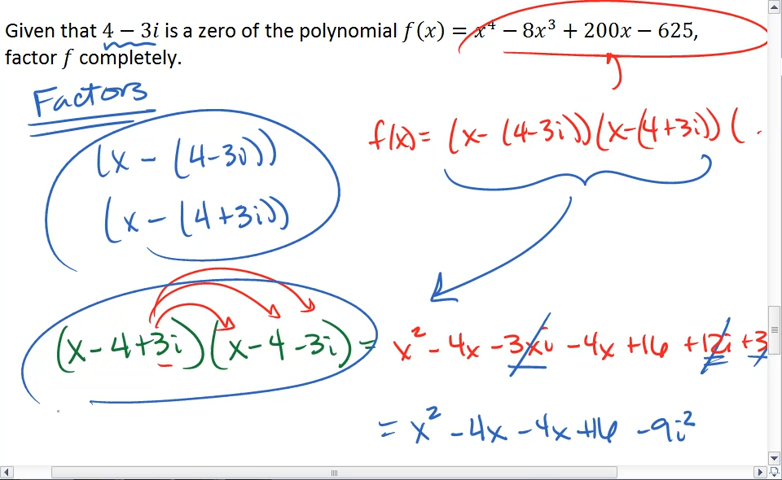 Given that 4 − 3i is a zero of the polynomial f(x) = x⁴ − 8x³ + 200x − 625,
factor f completely.
Factors
f(x) = (x − (4−3i))(x − (4+3i))(
(x − (4−3i))
(x − (4+3i))
(x − 4 + 3i)(x − 4 − 3i) = x² − 4x − 3xi − 4x + 16 + 12i + 3
= x² − 4x − 4x + 16 − 9i²